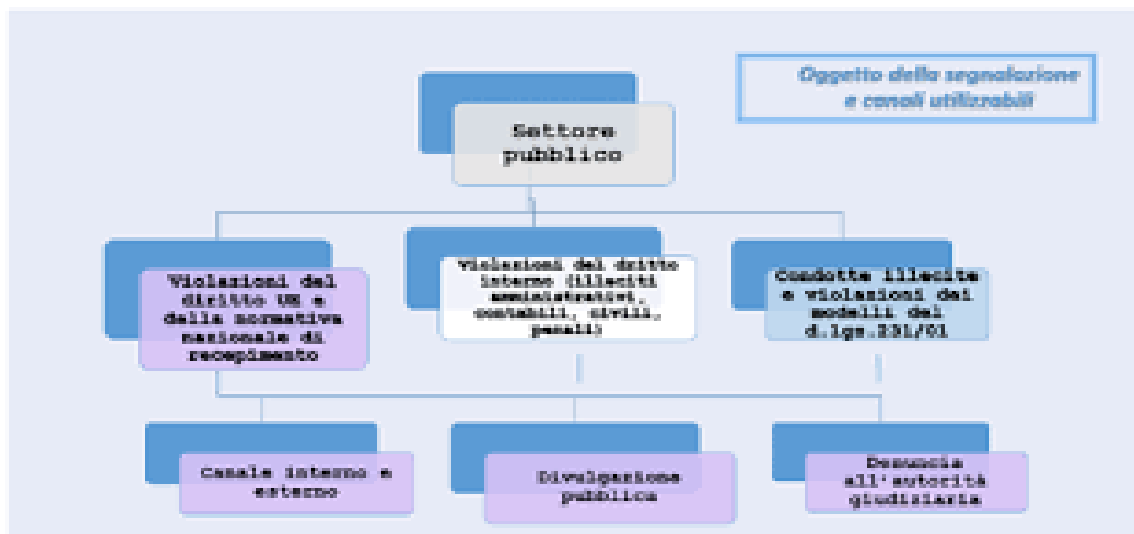 Oggetto della segnalazione
e canali utilizzabili
Settore
pubblico
Violazioni del
diritto UE e
della normativa
nazionale di
recepimento
Violazioni del dritto
interno (illeciti
amministrativi,
contabili, civili,
penali)
Condotte illecite
e violazioni dei
modelli del
d.lgs.231/01
Canale interno e
esterno
Divulgazione
pubblica
Denuncia
all'autorità
giudiziaria